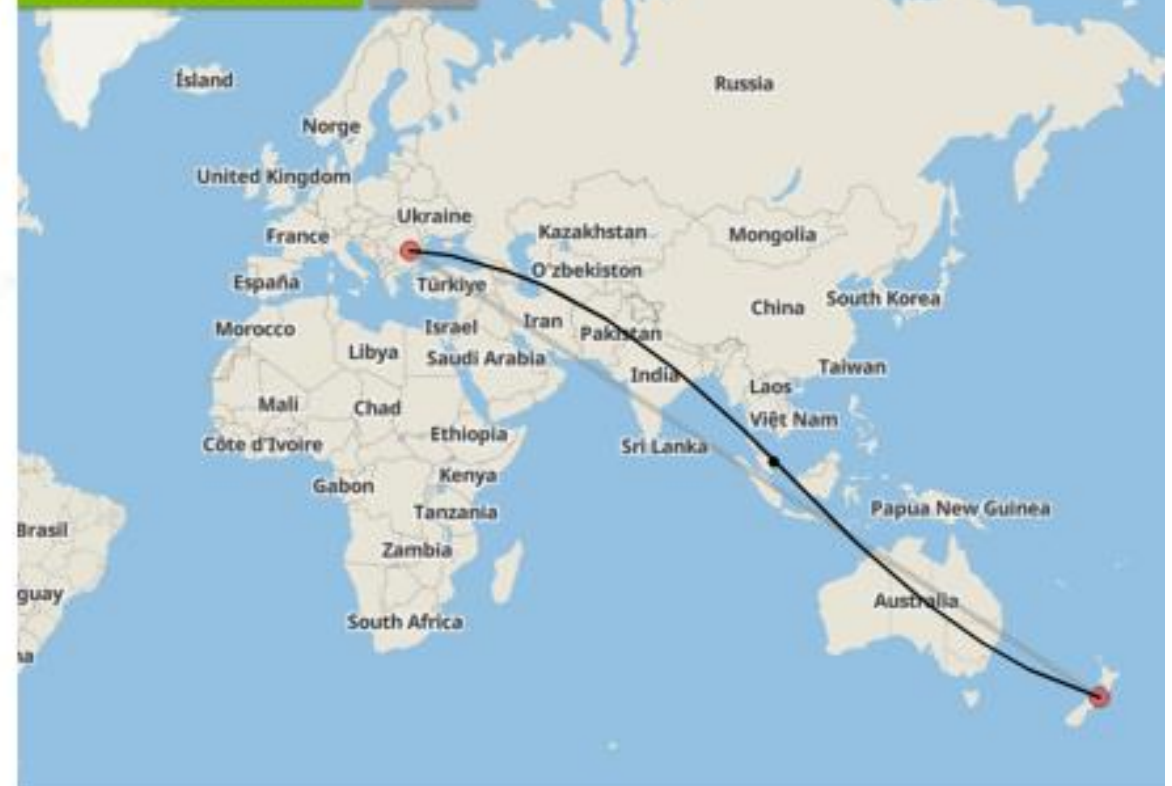 Ísland
Russia
Norge
United Kingdom
Ukraine
France
Kazakhstan
Mongolia
O'zbekiston
España
Türkiye
China
South Korea
Morocco
Israel
Iran
Pakistan
Libya
Saudi Arabia
Taiwan
India
Laos
Mali
Chad
Việt Nam
Ethiopia
Côte d'Ivoire
Sri Lanka
Kenya
Gabon
Papua New Guinea
Tanzania
Brasil
Zambia
guay
Australia
South Africa
na